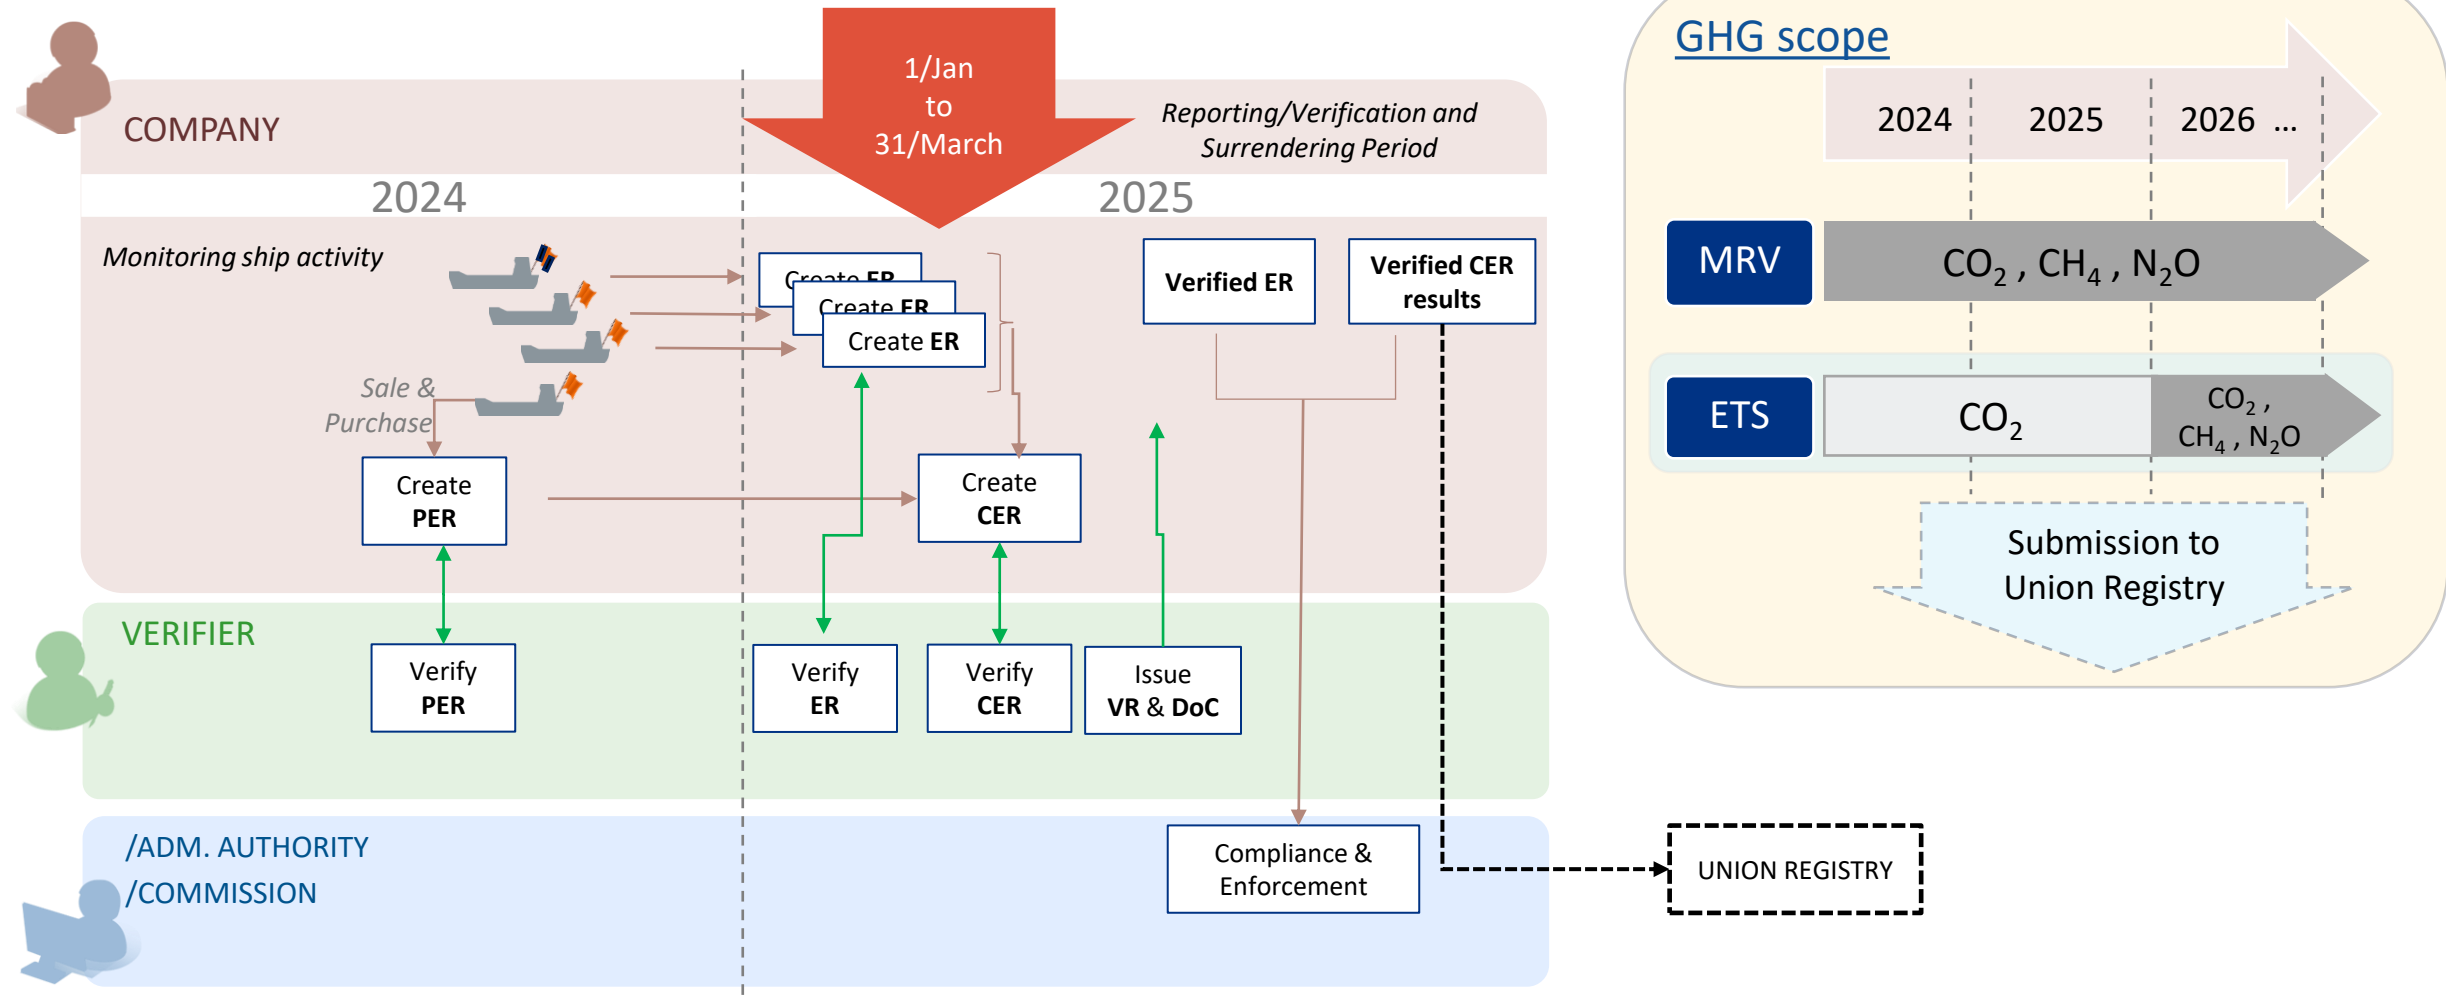 COMPANY
1/Jan
to
31/March
Reporting/Verification and
Surrendering Period
2024
2025
Monitoring ship activity
Create ER
Create ER
Create ER
Verified ER
Verified CER
results
Sale &
Purchase
Create
PER
Create
CER
VERIFIER
Verify
PER
Verify
ER
Verify
CER
Issue
VR & DoC
/ADM. AUTHORITY
/COMMISSION
Compliance &
Enforcement
UNION REGISTRY
GHG scope
2024
2025
2026 ...
MRV
CO₂ , CH₄ , N₂O
ETS
CO₂
CO₂ ,
CH₄ , N₂O
Submission to
Union Registry